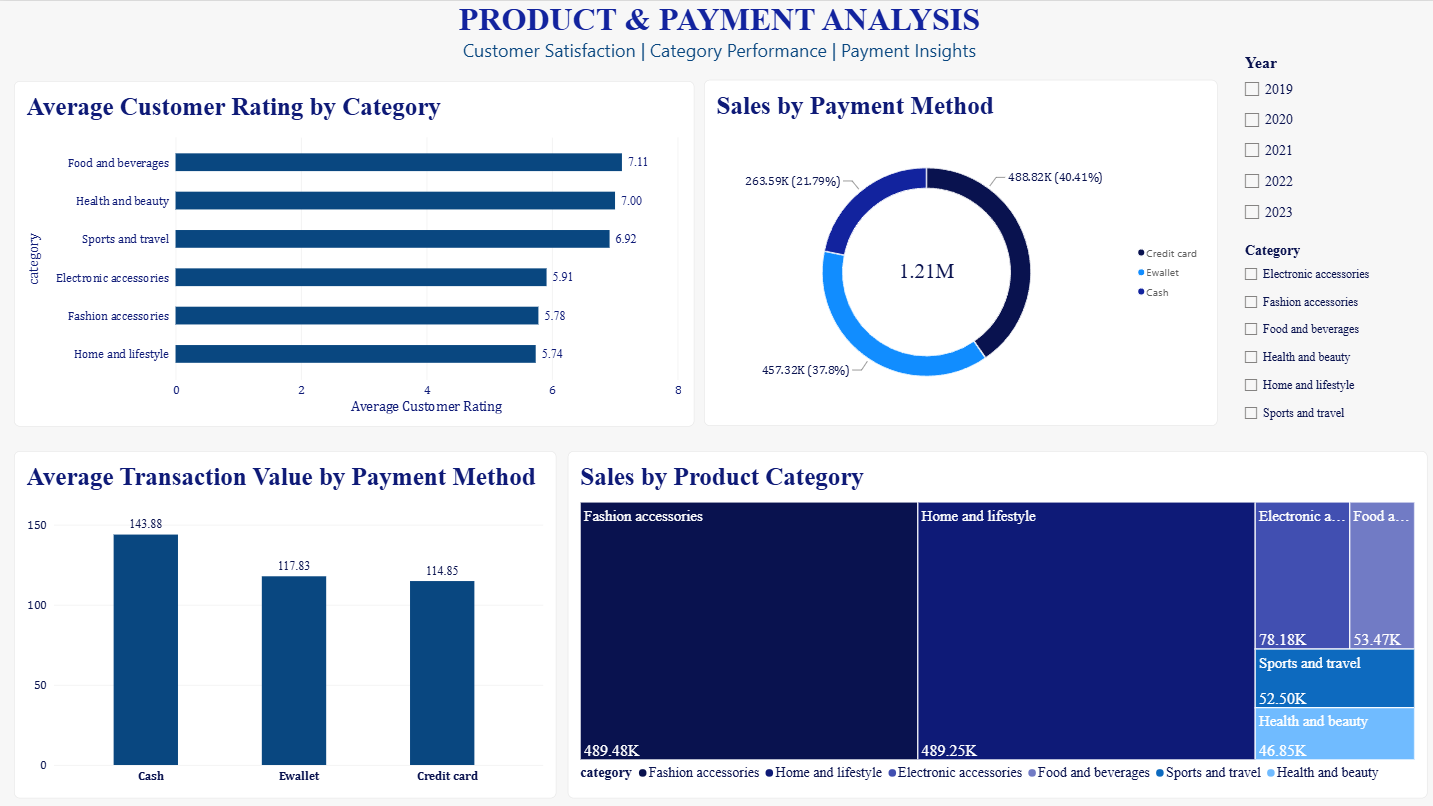 PRODUCT & PAYMENT ANALYSIS
Customer Satisfaction | Category Performance | Payment Insights
Average Customer Rating by Category
category
Food and beverages 7.11
Health and beauty 7.00
Sports and travel 6.92
Electronic accessories 5.91
Fashion accessories 5.78
Home and lifestyle 5.74
0 2 4 6 8
Average Customer Rating
Sales by Payment Method
263.59K (21.79%)
488.82K (40.41%)
1.21M
457.32K (37.8%)
Credit card
Ewallet
Cash
Year
2019
2020
2021
2022
2023
Category
Electronic accessories
Fashion accessories
Food and beverages
Health and beauty
Home and lifestyle
Sports and travel
Average Transaction Value by Payment Method
150
100
50
0
143.88
117.83
114.85
Cash Ewallet Credit card
Sales by Product Category
Fashion accessories
489.48K
Home and lifestyle
489.25K
Electronic a...
78.18K
Food a...
53.47K
Sports and travel
52.50K
Health and beauty
46.85K
category Fashion accessories Home and lifestyle Electronic accessories Food and beverages Sports and travel Health and beauty